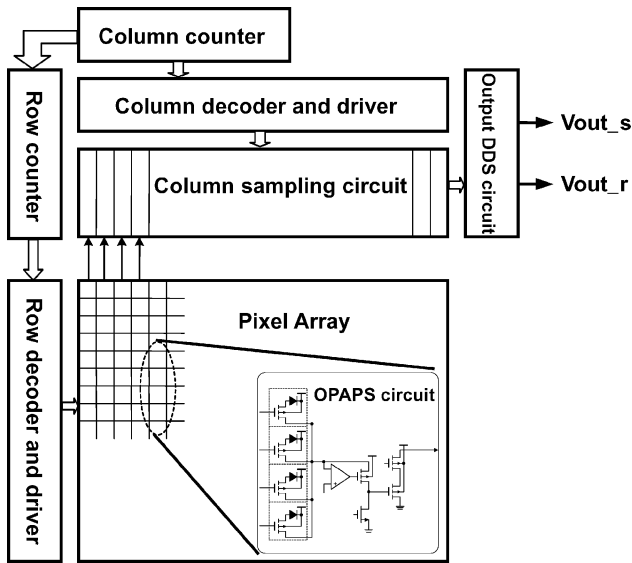 Column counter
Column decoder and driver
Row counter
Column sampling circuit
Output DDS circuit
Vout_s
Vout_r
Row decoder and driver
Pixel Array
OPAPS circuit